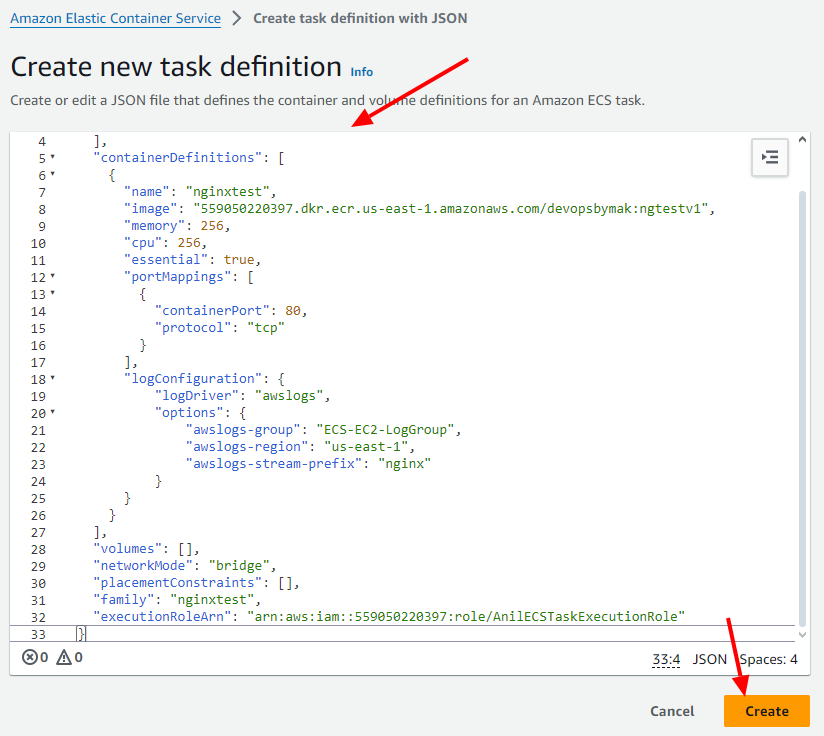 Amazon Elastic Container Service > Create task definition with JSON
Create new task definition Info
Create or edit a JSON file that defines the container and volume definitions for an Amazon ECS task.
4 ],
5 "containerDefinitions": [
6 {
7 "name": "nginxtest",
8 "image": "559050220397.dkr.ecr.us-east-1.amazonaws.com/devopsbymak:ngtestv1",
9 "memory": 256,
10 "cpu": 256,
11 "essential": true,
12 "portMappings": [
13 {
14 "containerPort": 80,
15 "protocol": "tcp"
16 }
17 ],
18 "logConfiguration": {
19 "logDriver": "awslogs",
20 "options": {
21 "awslogs-group": "ECS-EC2-LogGroup",
22 "awslogs-region": "us-east-1",
23 "awslogs-stream-prefix": "nginx"
24 }
25 }
26 }
27 ],
28 "volumes": [],
29 "networkMode": "bridge",
30 "placementConstraints": [],
31 "family": "nginxtest",
32 "executionRoleArn": "arn:aws:iam::559050220397:role/AnilECSTaskExecutionRole"
33 }
0 0 33:4 JSON Spaces: 4
Cancel Create